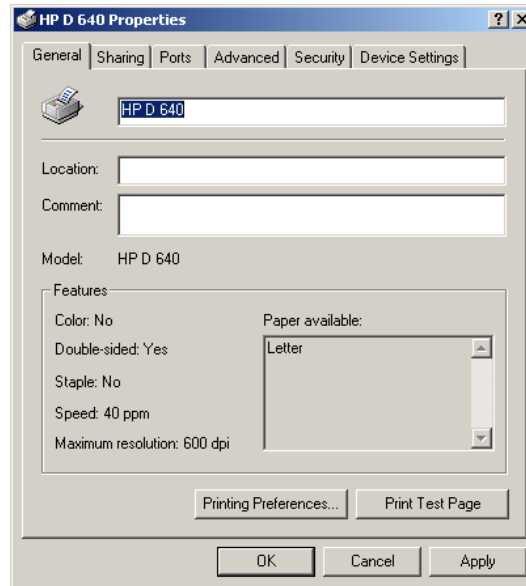 HP D 640 Properties
General Sharing Ports Advanced Security Device Settings
HP D 640
Location:
Comment:
Model: HP D 640
Features
Color: No
Paper available:
Double-sided: Yes
Letter
Staple: No
Speed: 40 ppm
Maximum resolution: 600 dpi
Printing Preferences... Print Test Page
OK Cancel Apply